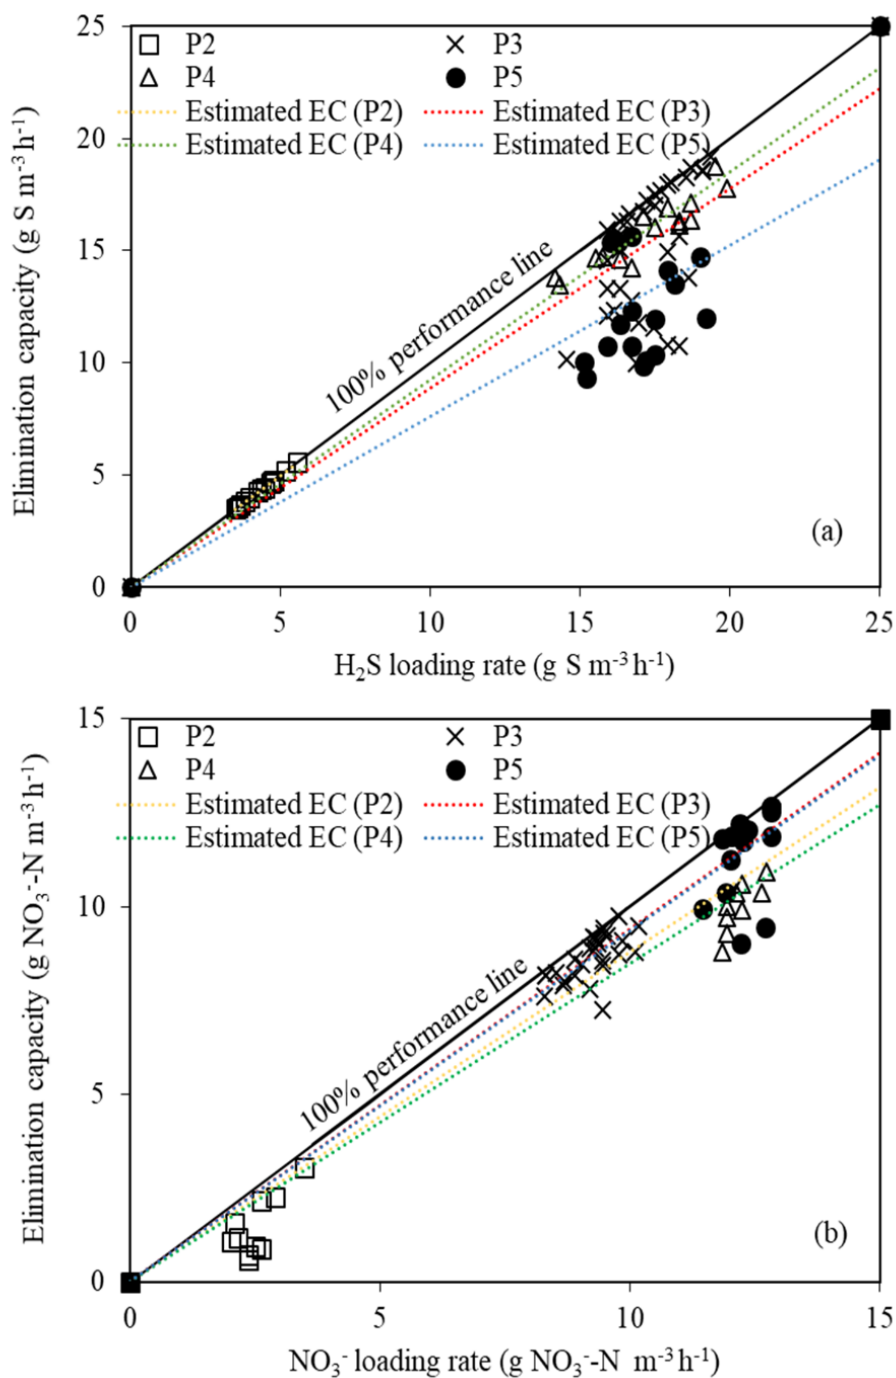 25
20
15
10
5
0
Elimination capacity (g S m⁻³ h⁻¹)
P2 P3
P4 P5
Estimated EC (P2) Estimated EC (P3)
Estimated EC (P4) Estimated EC (P5)
100% performance line
(a)
0 5 10 15 20 25
H₂S loading rate (g S m⁻³ h⁻¹)
15
10
5
0
Elimination capacity (g NO₃⁻-N m⁻³ h⁻¹)
P2 P3
P4 P5
Estimated EC (P2) Estimated EC (P3)
Estimated EC (P4) Estimated EC (P5)
100% performance line
(b)
0 5 10 15
NO₃⁻ loading rate (g NO₃⁻-N m⁻³ h⁻¹)